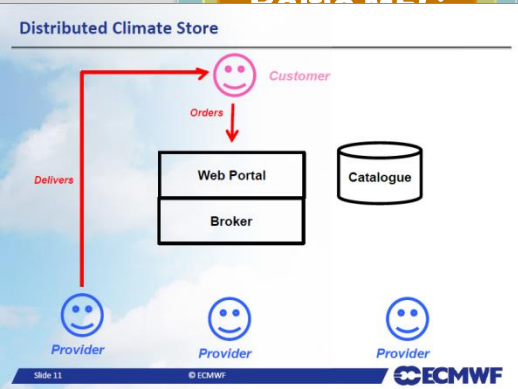 Distributed Climate Store
Customer
Orders
Web Portal
Catalogue
Delivers
Broker
Provider
Provider
Provider
Slide 11
© ECMWF
ECMWF